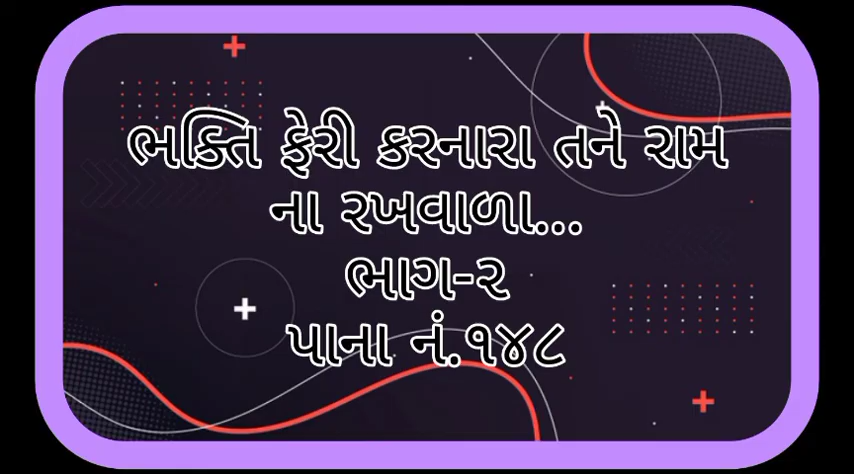 ભક્તિ ફેરી કરનારા તને રામ
ના રખવાળા...
ભાગ-૨
પાના નં.૧૪૮